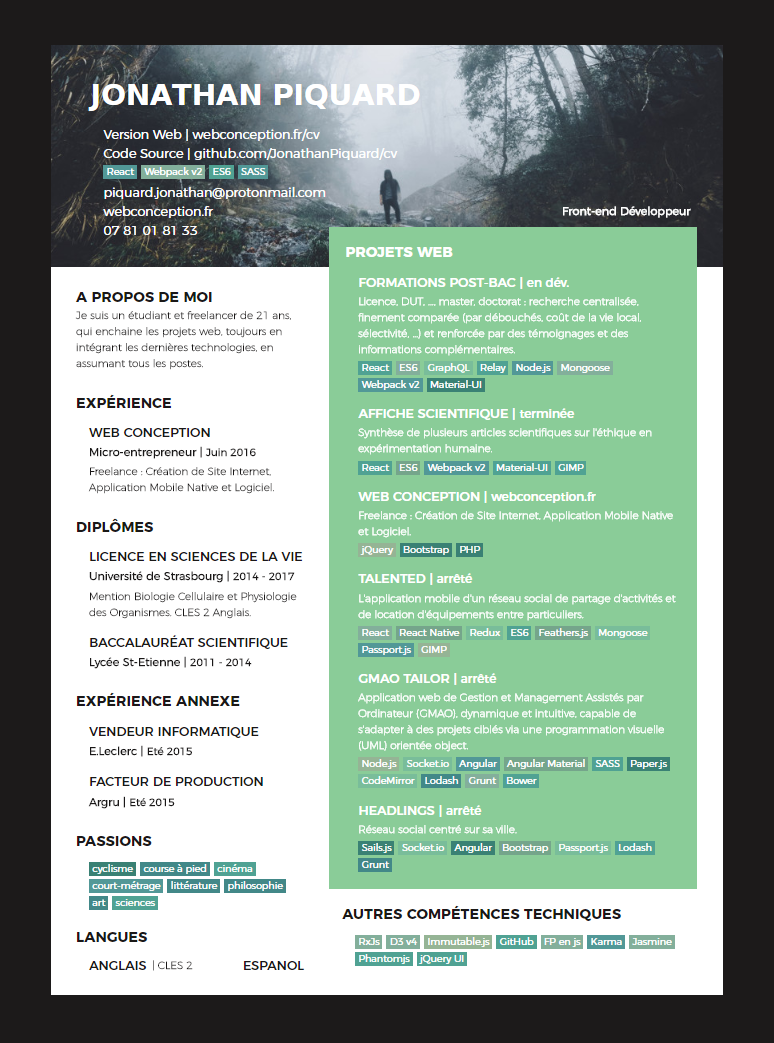 JONATHAN PIQUARD
Version Web | webconception.fr/cv
Code Source | github.com/JonathanPiquard/cv
React Webpack v2 ES6 SASS
piquard.jonathan@protonmail.com
webconception.fr
07 81 01 81 33
Front-end Développeur
A PROPOS DE MOI
Je suis un étudiant et freelancer de 21 ans,
qui enchaine les projets web, toujours en
intégrant les dernières technologies, en
assumant tous les postes.
EXPÉRIENCE
WEB CONCEPTION
Micro-entrepreneur | Juin 2016
Freelance : Création de Site Internet,
Application Mobile Native et Logiciel.
DIPLÔMES
LICENCE EN SCIENCES DE LA VIE
Université de Strasbourg | 2014 - 2017
Mention Biologie Cellulaire et Physiologie
des Organismes. CLES 2 Anglais.
BACCALAURÉAT SCIENTIFIQUE
Lycée St-Etienne | 2011 - 2014
EXPÉRIENCE ANNEXE
VENDEUR INFORMATIQUE
E.Leclerc | Eté 2015
FACTEUR DE PRODUCTION
Argru | Eté 2015
PASSIONS
cyclisme course à pied cinéma
court-métrage littérature philosophie
art sciences
LANGUES
ANGLAIS | CLES 2 ESPANOL
PROJETS WEB
FORMATIONS POST-BAC | en dév.
Licence, DUT, ..., master, doctorat : recherche centralisée,
finement comparée (par débouchés, coût de la vie local,
sélectivité, ...) et renforcée par des témoignages et des
informations complémentaires.
React ES6 GraphQL Relay Node.js Mongoose
Webpack v2 Material-UI
AFFICHE SCIENTIFIQUE | terminée
Synthèse de plusieurs articles scientifiques sur l'éthique en
expérimentation humaine.
React ES6 Webpack v2 Material-UI GIMP
WEB CONCEPTION | webconception.fr
Freelance : Création de Site Internet, Application Mobile Native
et Logiciel.
jQuery Bootstrap PHP
TALENTED | arrêté
L'application mobile d'un réseau social de partage d'activités et
de location d'équipements entre particuliers.
React React Native Redux ES6 Feathers.js Mongoose
Passport.js GIMP
GMAO TAILOR | arrêté
Application web de Gestion et Management Assistés par
Ordinateur (GMAO), dynamique et intuitive, capable de
s'adapter à des projets ciblés via une programmation visuelle
(UML) orientée object.
Node.js Socket.io Angular Angular Material SASS Paper.js
CodeMirror Lodash Grunt Bower
HEADLINGS | arrêté
Réseau social centré sur sa ville.
Sails.js Socket.io Angular Bootstrap Passport.js Lodash
Grunt
AUTRES COMPÉTENCES TECHNIQUES
RxJs D3 v4 Immutable.js GitHub FP en js Karma Jasmine
Phantomjs jQuery UI